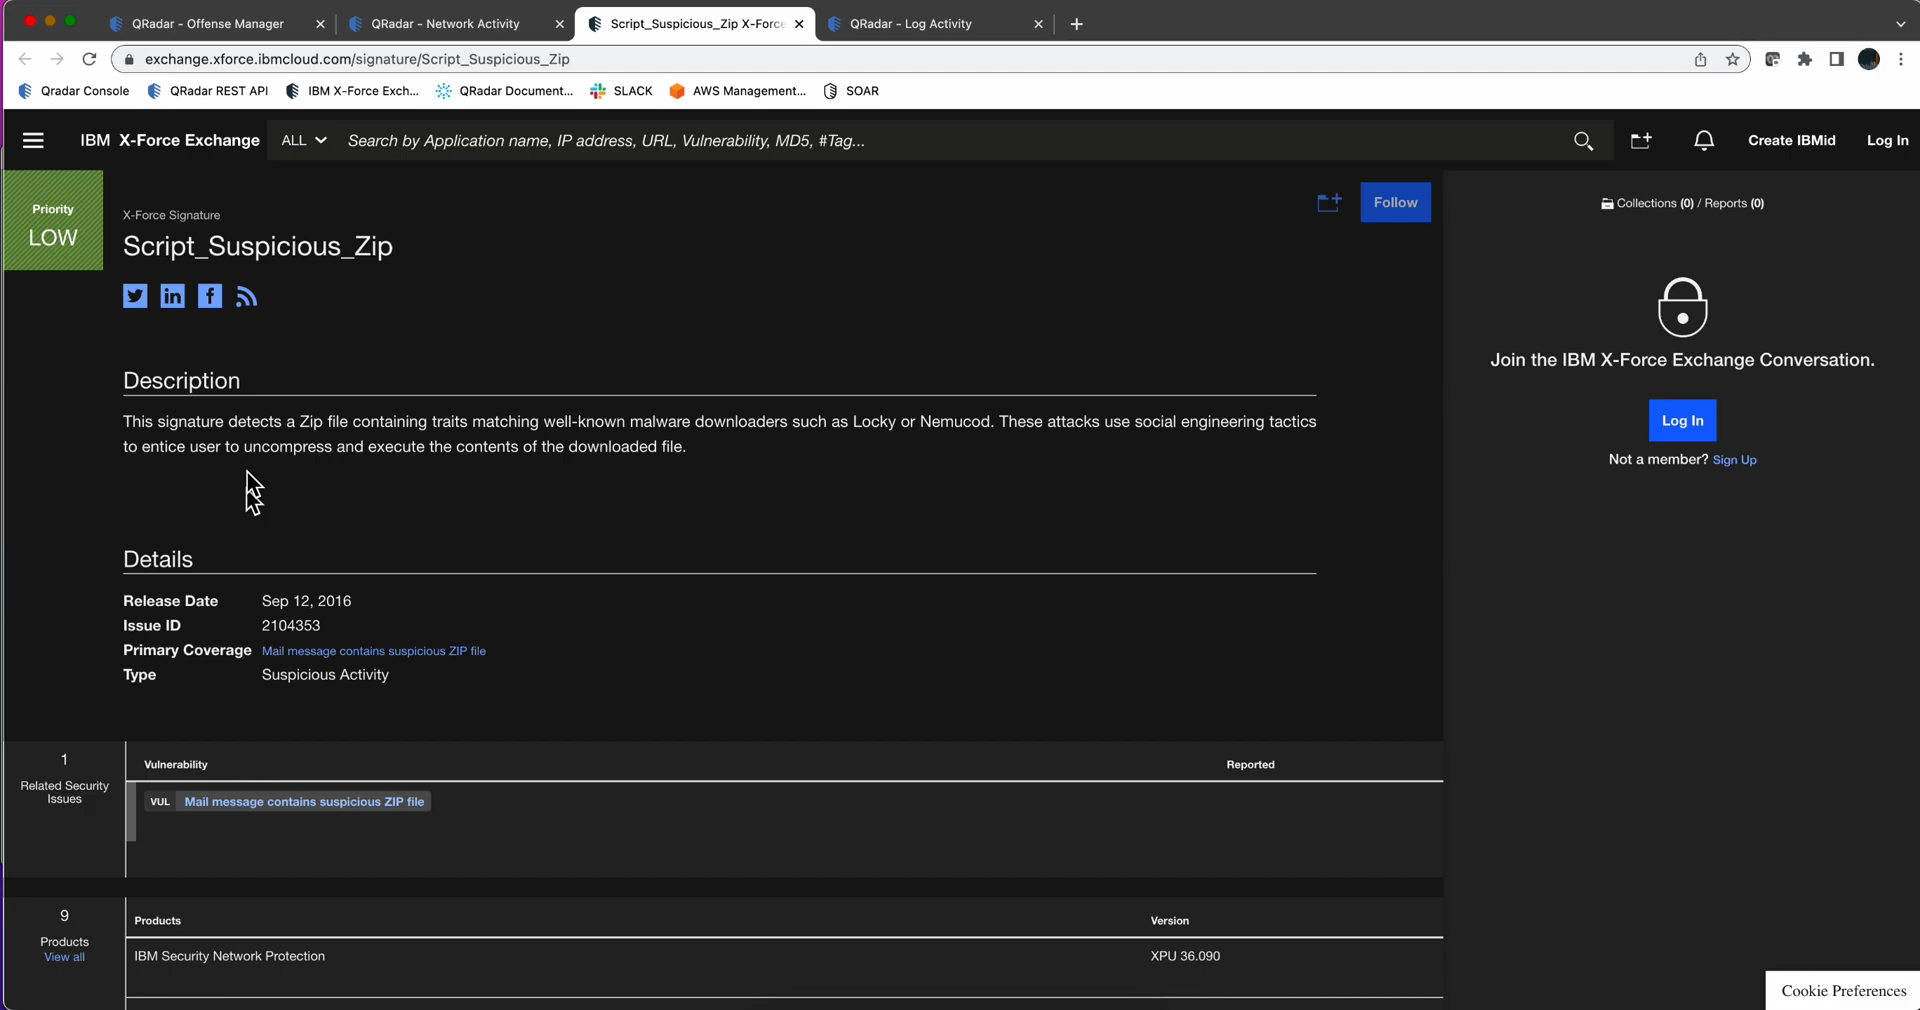 QRadar - Offense Manager
QRadar - Network Activity
Script_Suspicious_Zip X-Force
QRadar - Log Activity
exchange.xforce.ibmcloud.com/signature/Script_Suspicious_Zip
Qradar Console
QRadar REST API
IBM X-Force Exch...
QRadar Document...
SLACK
AWS Management...
SOAR
IBM X-Force Exchange
ALL
Search by Application name, IP address, URL, Vulnerability, MD5, #Tag...
Create IBMid
Log In
Priority
LOW
X-Force Signature
Script_Suspicious_Zip
Follow
Collections (0) / Reports (0)
Join the IBM X-Force Exchange Conversation.
Log In
Not a member? Sign Up
Description
This signature detects a Zip file containing traits matching well-known malware downloaders such as Locky or Nemucod. These attacks use social engineering tactics
to entice user to uncompress and execute the contents of the downloaded file.
Details
Release Date Sep 12, 2016
Issue ID 2104353
Primary Coverage Mail message contains suspicious ZIP file
Type Suspicious Activity
1
Related Security
Issues
Vulnerability Reported
VUL Mail message contains suspicious ZIP file
9
Products
View all
Products Version
IBM Security Network Protection XPU 36.090
Cookie Preferences